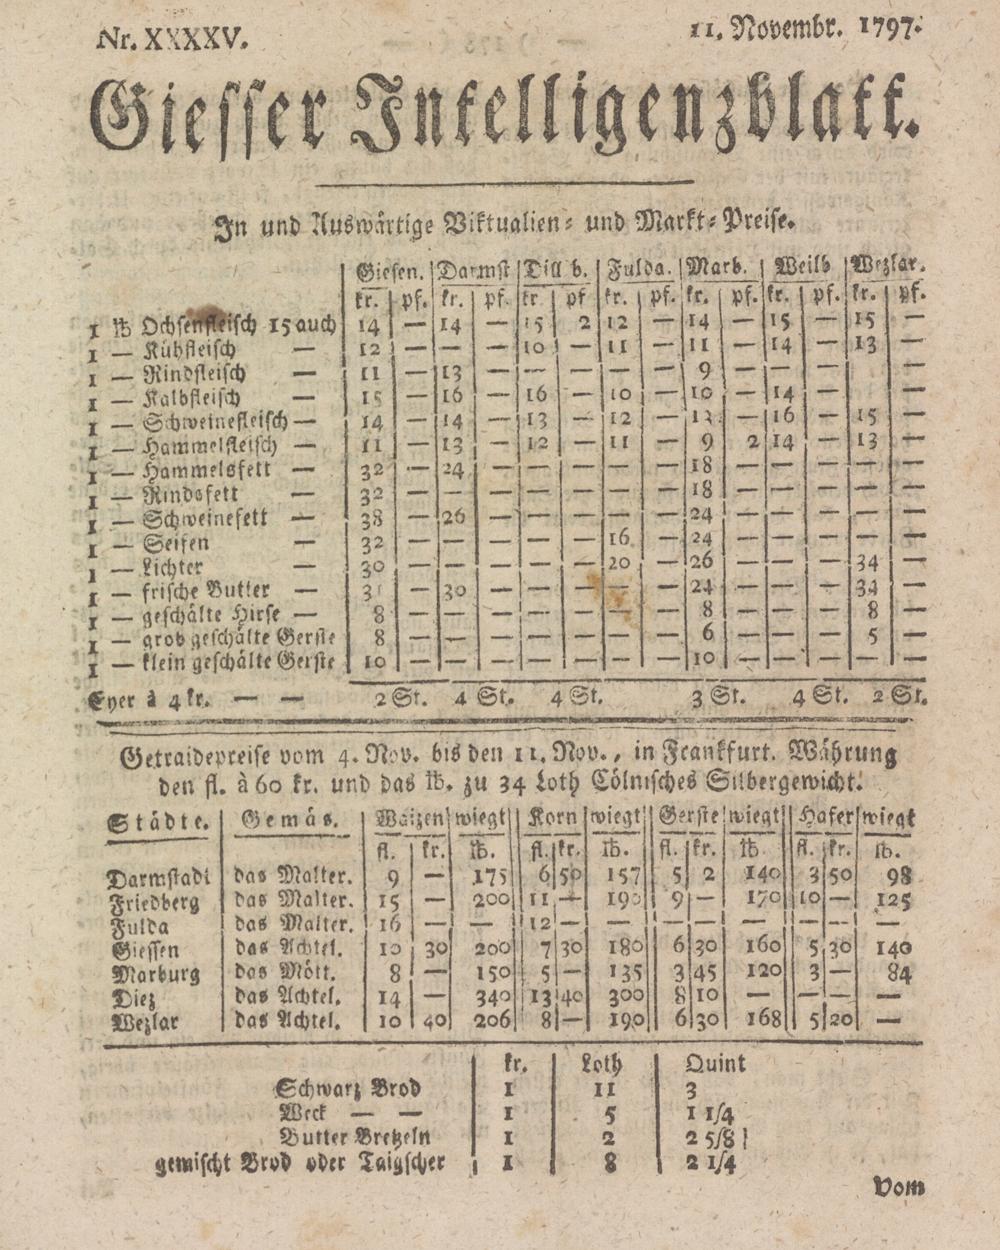 Nr. XXXXV.
11. Novembr. 1797.
Giesser Intelligenzblatt.
In und Auswärtige Viktualien- und Markt-Preise.
Giesen. Darmst Dill b. Fulda. Marb. Weilb Wezlar.
kr. pf. kr. pf. kr. pf kr. pf. kr. pf. kr. pf. kr. pf.
1 ℔ Ochsenfleisch 15 auch 14 — 14 — 15 2 12 — 14 — 15 — 15 —
1 — Kühfleisch — 12 — — — 10 — 11 — 11 — 14 — 13 —
1 — Rindfleisch — 11 — 13 — — — — — 9 — — — —
1 — Kalbfleisch — 15 — 16 — 16 — 10 — 10 — 14 — —
1 — Schweinefleisch — 14 — 14 — 13 — 12 — — 16 — 15 —
1 — Hammelfleisch — 11 — 13 — 12 — 11 — 9 2 14 — 13 —
1 — Hammelsfett — 32 — 24 — — — — — 18 — — — — —
1 — Rindsfett — 32 — — — — — — — 18 — — — — —
1 — Schweinefett — 38 — 26 — — — — — 24 — — — — —
1 — Seifen — 32 — — — — — 16 — 24 — — — — —
1 — Lichter — 30 — — — — — 20 — 26 — — — 34 —
1 — frische Butter — — 30 — — — — — 24 — — — 34 —
1 — geschälte Hirse — 8 — — — — — — — 8 — — — 8 —
1 — grob geschälte Gerste 8 — — — — — — — 6 — — — 5 —
1 — klein geschälte Gerste 10 — — — — — — — 10 — — — — —
Eyer à 4 kr. — — 2 St. 4 St. 4 St. 3 St. 4 St. 2 St.
Getraidepreise vom 4. Nov. bis den 11. Nov., in Frankfurt. Währung
den fl. à 60 kr. und das ℔. zu 34 Loth Cölnisches Silbergewicht.
Städte. Gemäs. Waizen wiegt Korn wiegt Gerste wiegt Hafer wiegt
fl. kr. ℔. fl. kr. ℔. fl. kr. ℔ fl. kr. ℔.
Darmstadt das Malter. 9 — 175 6 50 157 5 2 140 3 50 98
Friedberg das Malter. 15 — 200 11 — 190 9 — 170 10 — 125
Fulda das Malter. 16 — — 12 — — — — — — — —
Giessen das Achtel. 10 30 200 7 30 180 6 30 160 5 30 140
Marburg das Mött. 8 — 150 5 — 135 3 45 120 3 — 84
Diez das Achtel. 14 — 340 13 40 300 8 10 — — — —
Wezlar das Achtel. 10 40 206 8 — 190 6 30 168 5 20 —
kr. Loth Quint
Schwarz Brod 1 11 3
Weck — — 1 5 1 1/4
Butter Bretzeln 1 2 2 5/8
gemischt Brod oder Taigscher 1 8 2 1/4
Vom